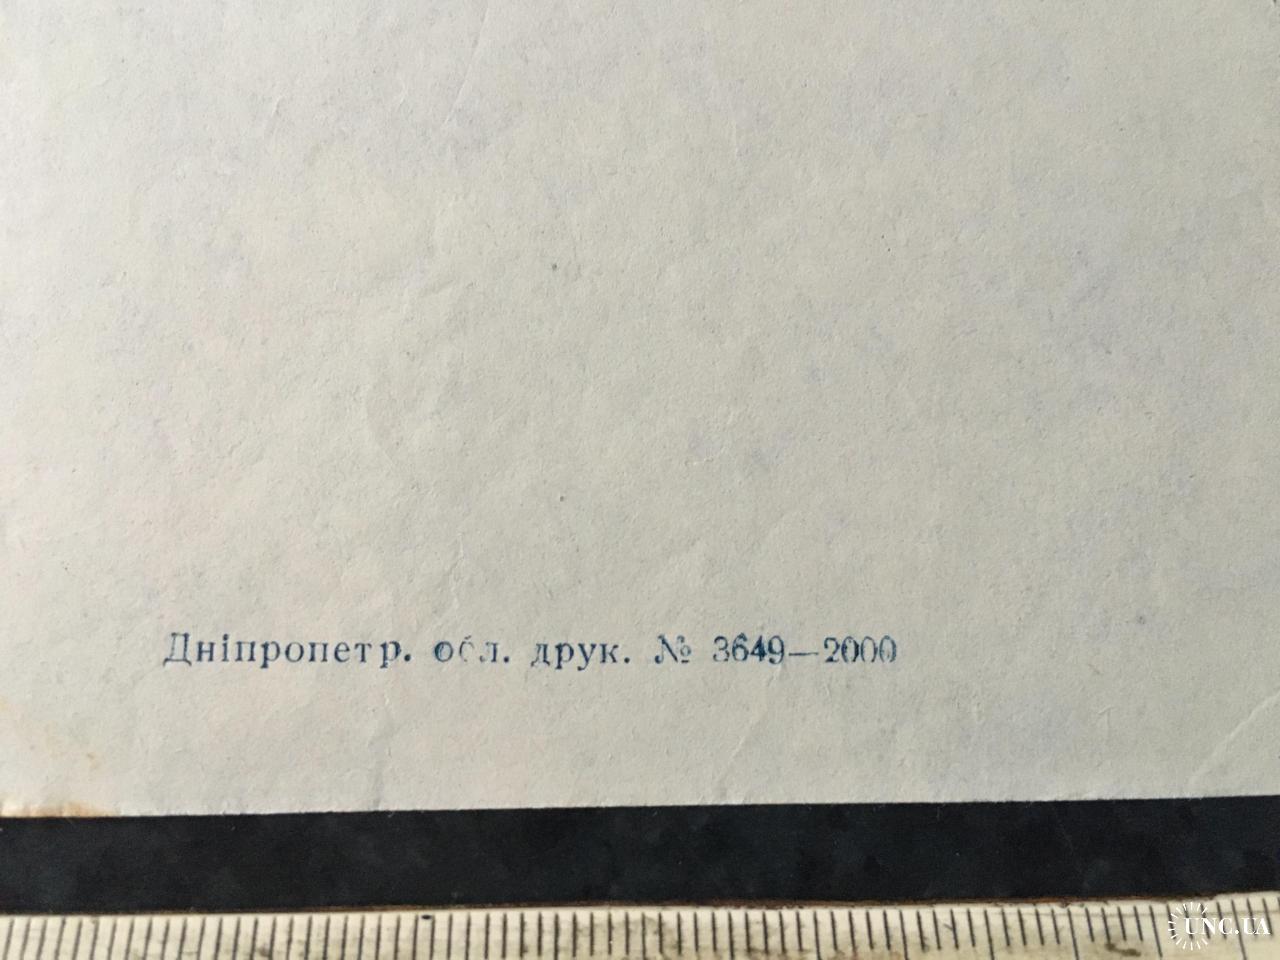 Дніпропетр. обл. друк. № 3649—2000
UNC.UA